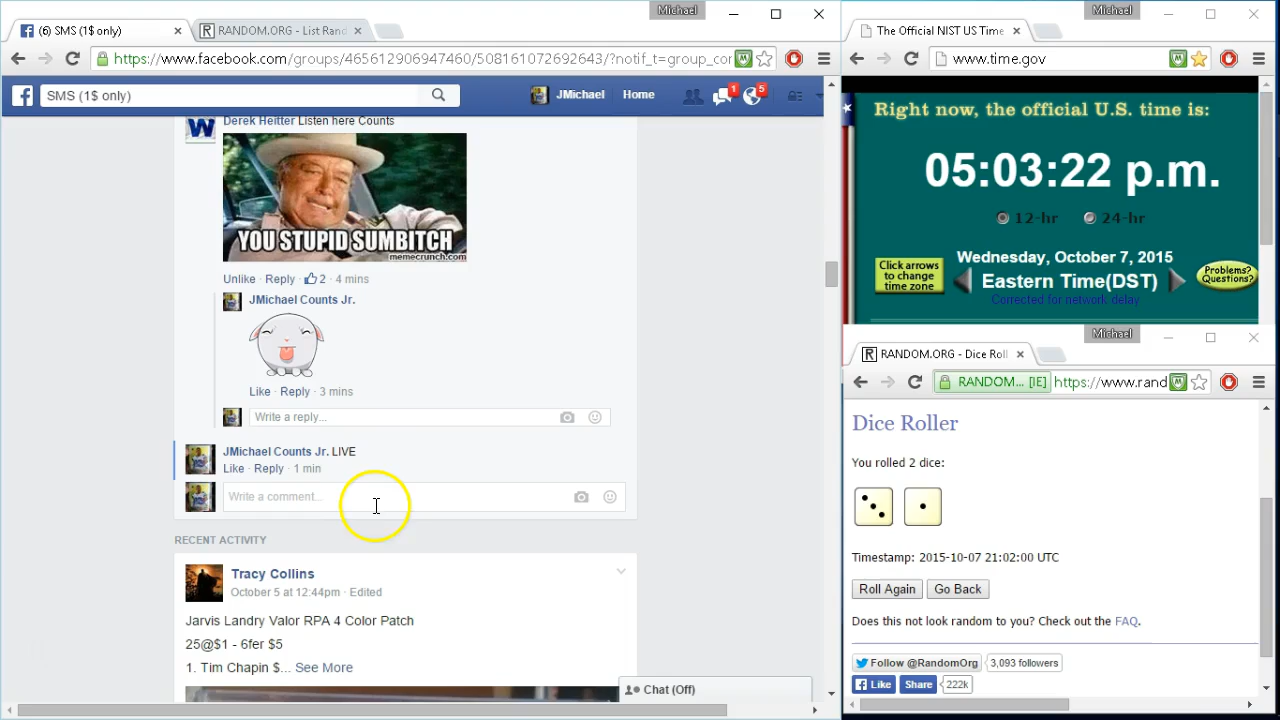 Michael
(6) SMS (1$ only)
RANDOM.ORG - List Rand
https://www.facebook.com/groups/465612906947460/508161072592643/?notif_t=group_cor
SMS (1$ only)
JMichael
Home
1
5
Derek Heitter Listen here Counts
YOU STUPID SUMBITCH
memecrunch.com
Unlike · Reply · 2 · 4 mins
JMichael Counts Jr.
Like · Reply · 3 mins
Write a reply...
JMichael Counts Jr. LIVE
Like · Reply · 1 min
Write a comment...
RECENT ACTIVITY
Tracy Collins
October 5 at 12:44pm · Edited
Jarvis Landry Valor RPA 4 Color Patch
25@$1 - 6fer $5
1. Tim Chapin $... See More
Chat (Off)
Michael
The Official NIST US Time
www.time.gov
Right now, the official U.S. time is:
05:03:22 p.m.
12-hr 24-hr
Wednesday, October 7, 2015
Click arrows
to change
time zone
Eastern Time(DST)
Problems?
Questions?
Corrected for network delay
Michael
RANDOM.ORG - Dice Roll
RANDOM... [IE] https://www.rand
Dice Roller
You rolled 2 dice:
Timestamp: 2015-10-07 21:02:00 UTC
Roll Again
Go Back
Does this not look random to you? Check out the FAQ.
Follow @RandomOrg
3,093 followers
Like
Share
222k